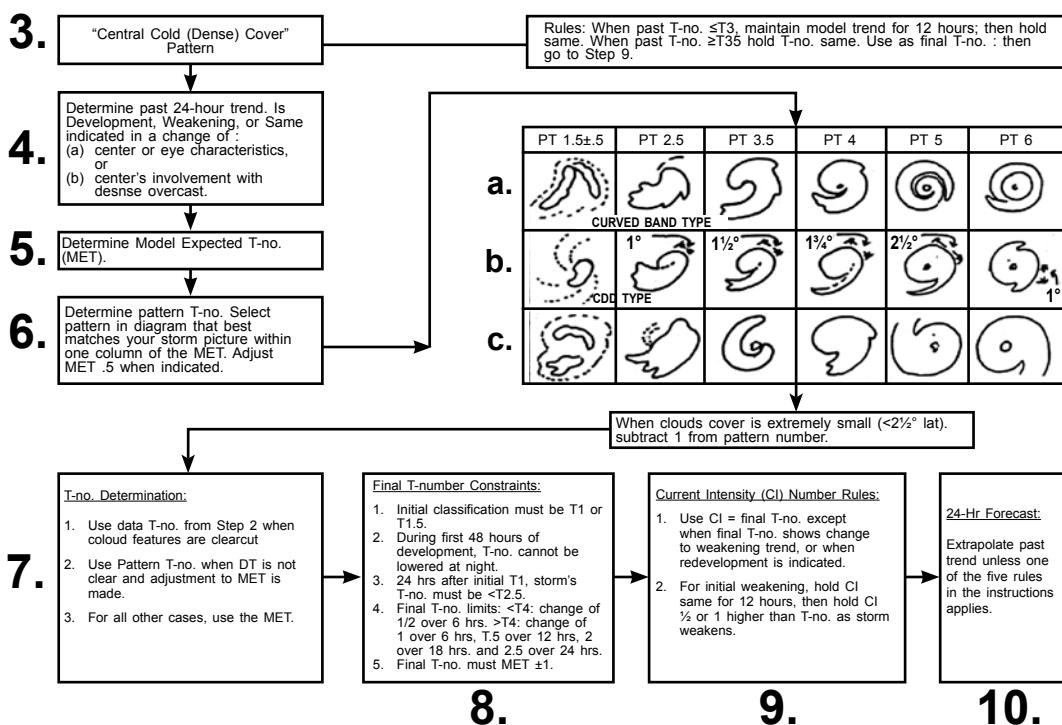 3.
“Central Cold (Dense) Cover”
Pattern
Rules: When past T-no. ≤T3, maintain model trend for 12 hours; then hold
same. When past T-no. ≥T35 hold T-no. same. Use as final T-no. : then
go to Step 9.
4.
Determine past 24-hour trend. Is
Development, Weakening, or Same
indicated in a change of :
(a) center or eye characteristics,
or
(b) center's involvement with
desnse overcast.
5.
Determine Model Expected T-no.
(MET).
6.
Determine pattern T-no. Select
pattern in diagram that best
matches your storm picture within
one column of the MET. Adjust
MET .5 when indicated.
PT 1.5±.5 PT 2.5 PT 3.5 PT 4 PT 5 PT 6
a.
CURVED BAND TYPE
b.
1° 1½° 1¾° 2½° 1°
CDD TYPE
c.
When clouds cover is extremely small (<2½° lat).
subtract 1 from pattern number.
7.
T-no. Determination:
1. Use data T-no. from Step 2 when
coloud features are clearcut
2. Use Pattern T-no. when DT is not
clear and adjustment to MET is
made.
3. For all other cases, use the MET.
Final T-number Constraints:
1. Initial classification must be T1 or
T1.5.
2. During first 48 hours of
development, T-no. cannot be
lowered at night.
3. 24 hrs after initial T1, storm's
T-no. must be <T2.5.
4. Final T-no. limits: <T4: change of
1/2 over 6 hrs. >T4: change of
1 over 6 hrs, T.5 over 12 hrs, 2
over 18 hrs. and 2.5 over 24 hrs.
5. Final T-no. must MET ±1.
8.
Current Intensity (CI) Number Rules:
1. Use CI = final T-no. except
when final T-no. shows change
to weakening trend, or when
redevelopment is indicated.
2. For initial weakening, hold CI
same for 12 hours, then hold CI
½ or 1 higher than T-no. as storm
weakens.
9.
24-Hr Forecast:
Extrapolate past
trend unless one
of the five rules
in the instructions
applies.
10.